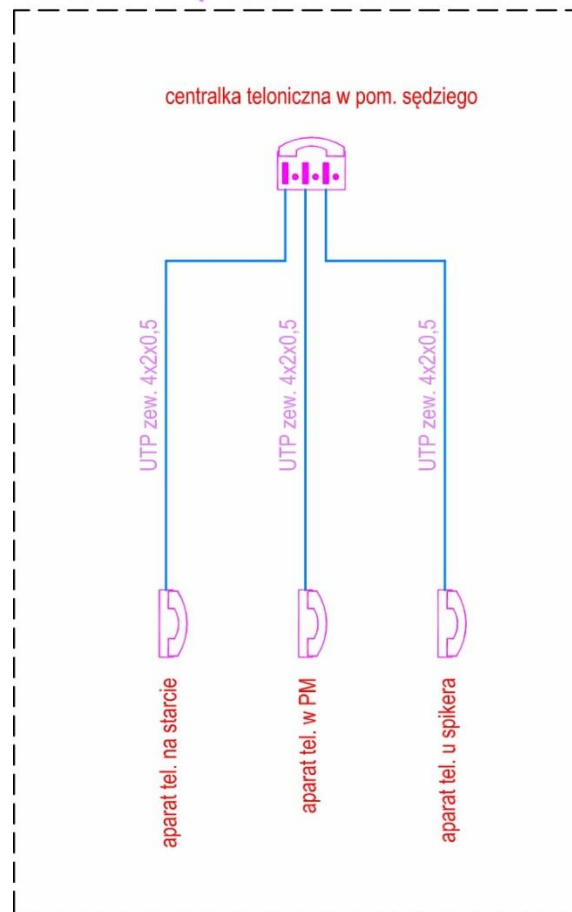 centralka teloniczna w pom. sędziego
UTP zew. 4x2x0,5
UTP zew. 4x2x0,5
UTP zew. 4x2x0,5
aparat tel. na starcie
aparat tel. w PM
aparat tel. u spikera